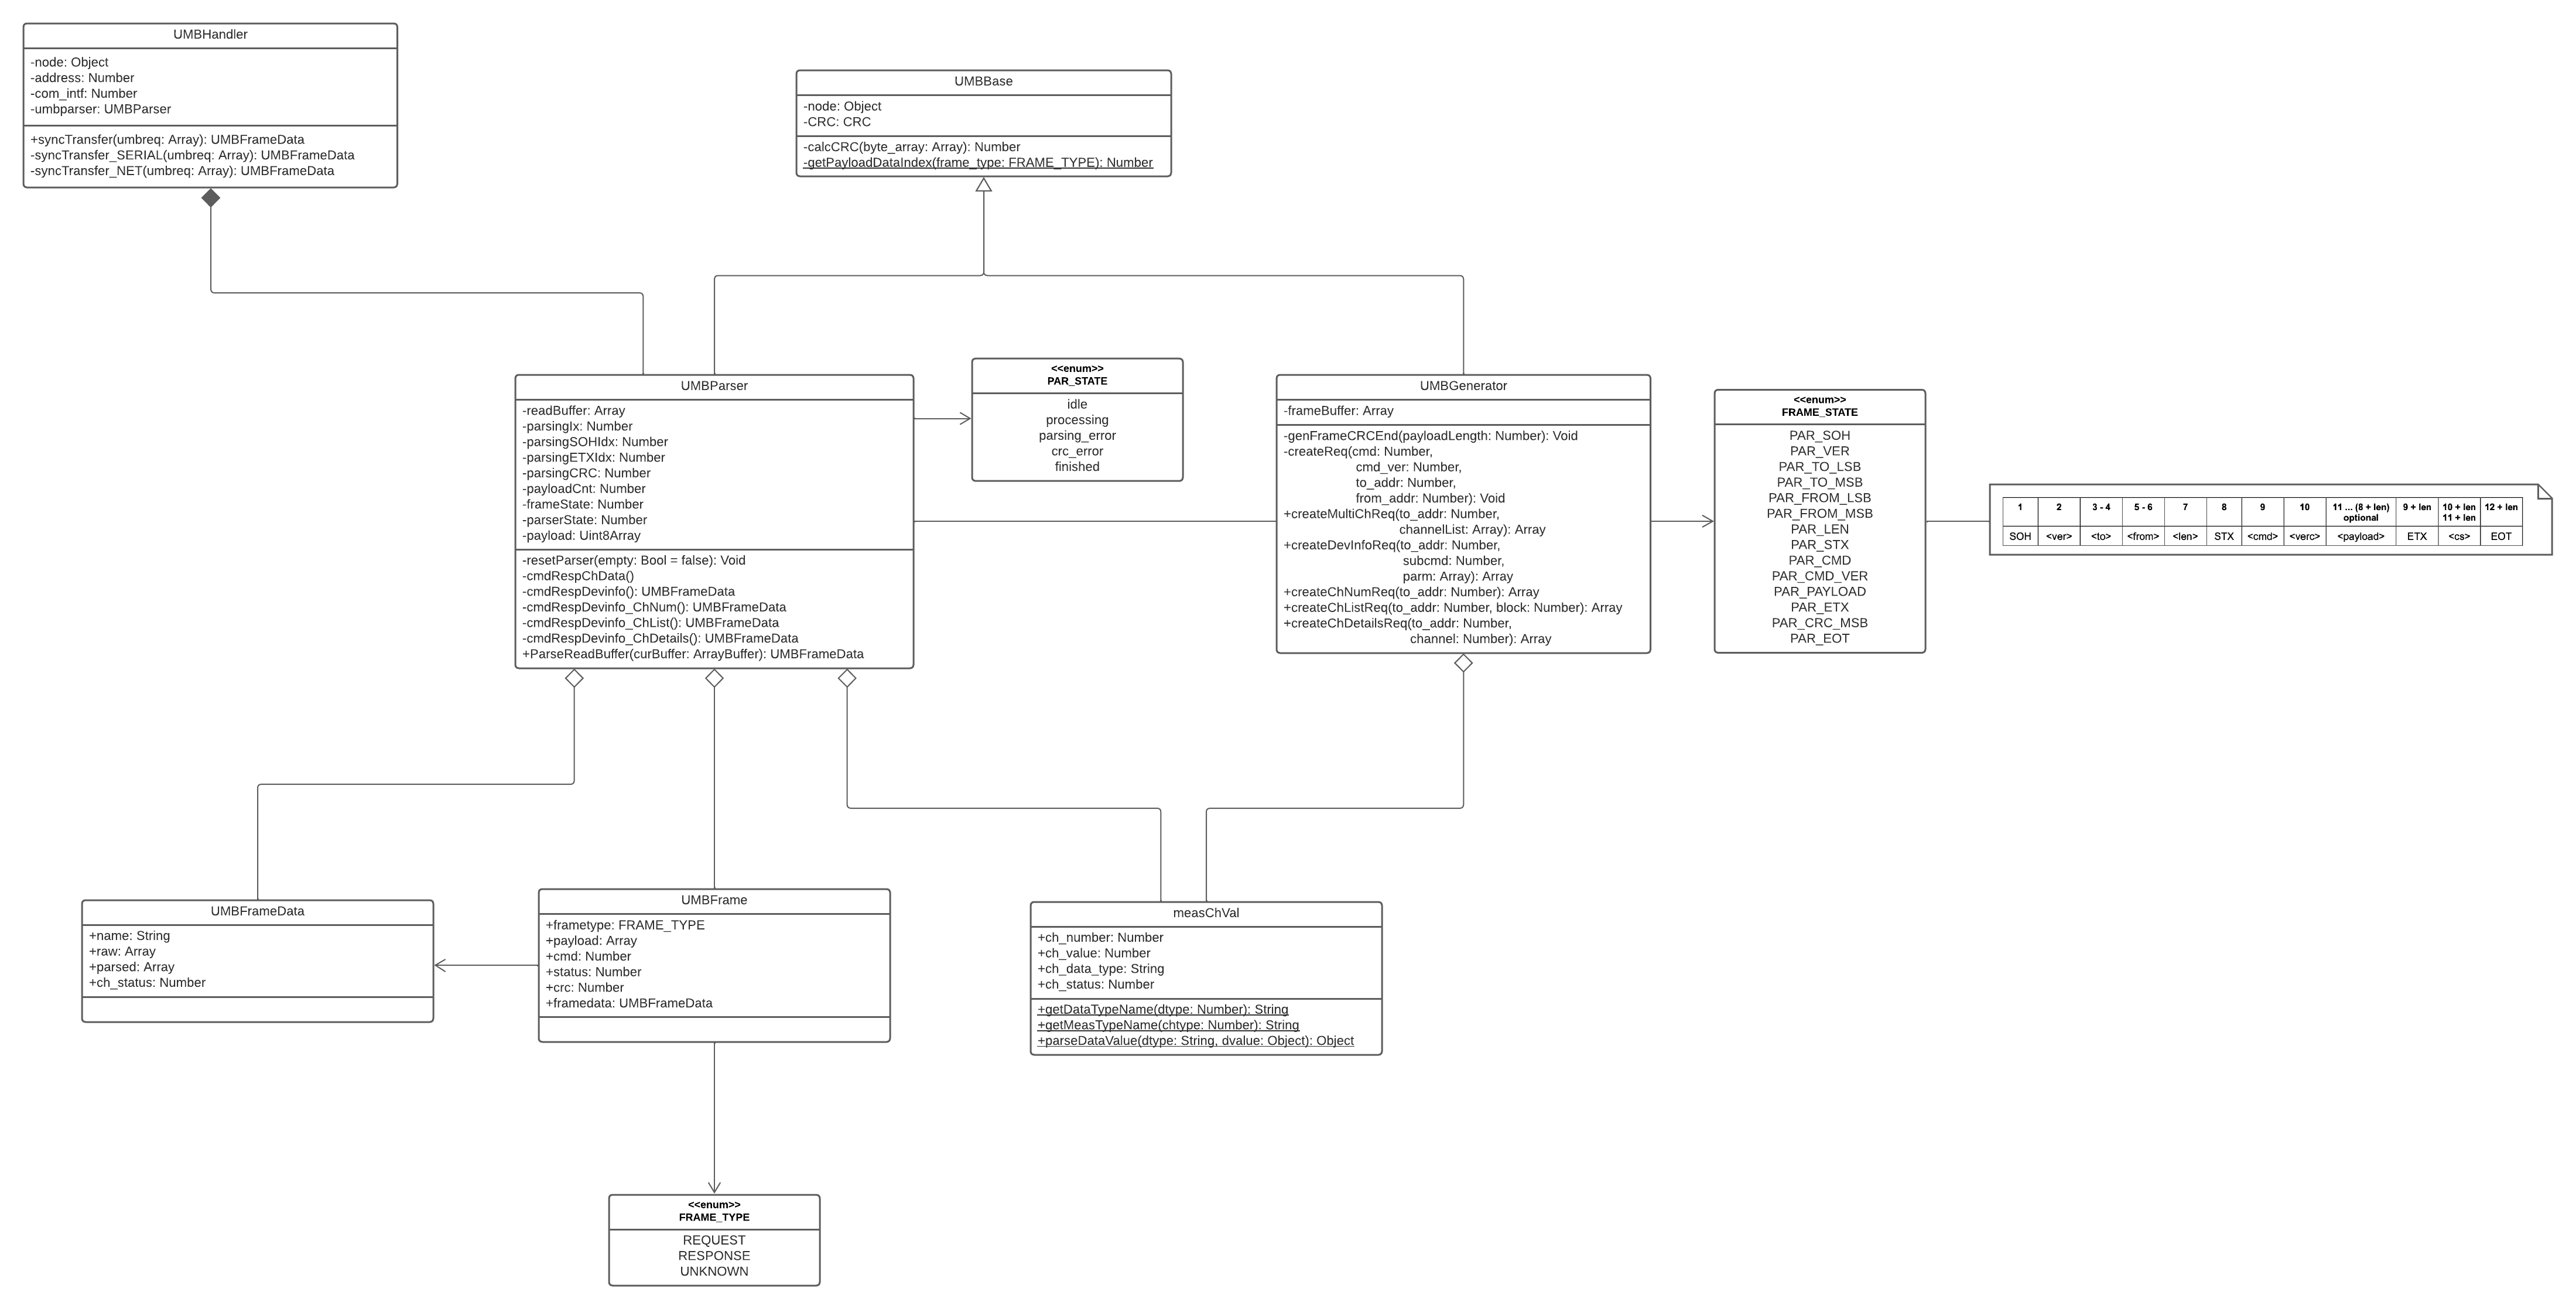 UMBHandler
-node: Object
-address: Number
-com_intf: Number
-umbparser: UMBParser
+syncTransfer(umbreq: Array): UMBFrameData
-syncTransfer_SERIAL(umbreq: Array): UMBFrameData
-syncTransfer_NET(umbreq: Array): UMBFrameData
UMBBase
-node: Object
-CRC: CRC
-calcCRC(byte_array: Array): Number
-getPayloadDataIndex(frame_type: FRAME_TYPE): Number
UMBParser
-readBuffer: Array
-parsingIx: Number
-parsingSOHIdx: Number
-parsingETXIdx: Number
-parsingCRC: Number
-payloadCnt: Number
-frameState: Number
-parserState: Number
-payload: Uint8Array
-resetParser(empty: Bool = false): Void
-cmdRespChData()
-cmdRespDevinfo(): UMBFrameData
-cmdRespDevinfo_ChNum(): UMBFrameData
-cmdRespDevinfo_ChList(): UMBFrameData
-cmdRespDevinfo_ChDetails(): UMBFrameData
+ParseReadBuffer(curBuffer: ArrayBuffer): UMBFrameData
<<enum>>
PAR_STATE
idle
processing
parsing_error
crc_error
finished
UMBGenerator
-frameBuffer: Array
-genFrameCRCEnd(payloadLength: Number): Void
-createReq(cmd: Number,
cmd_ver: Number,
to_addr: Number,
from_addr: Number): Void
+createMultiChReq(to_addr: Number,
channelList: Array): Array
+createDevInfoReq(to_addr: Number,
subcmd: Number,
parm: Array): Array
+createChNumReq(to_addr: Number): Array
+createChListReq(to_addr: Number, block: Number): Array
+createChDetailsReq(to_addr: Number,
channel: Number): Array
<<enum>>
FRAME_STATE
PAR_SOH
PAR_VER
PAR_TO_LSB
PAR_TO_MSB
PAR_FROM_LSB
PAR_FROM_MSB
PAR_LEN
PAR_STX
PAR_CMD
PAR_CMD_VER
PAR_PAYLOAD
PAR_ETX
PAR_CRC_MSB
PAR_EOT
1 2 3 - 4 5 - 6 7 8 9 10 11 ... (8 + len) 9 + len 10 + len 12 + len
optional 11 + len
SOH <ver> <to> <from> <len> STX <cmd> <verc> <payload> ETX <cs> EOT
UMBFrameData
+name: String
+raw: Array
+parsed: Array
+ch_status: Number
UMBFrame
+frametype: FRAME_TYPE
+payload: Array
+cmd: Number
+status: Number
+crc: Number
+framedata: UMBFrameData
measChVal
+ch_number: Number
+ch_value: Number
+ch_data_type: String
+ch_status: Number
+getDataTypeName(dtype: Number): String
+getMeasTypeName(chtype: Number): String
+parseDataValue(dtype: String, dvalue: Object): Object
<<enum>>
FRAME_TYPE
REQUEST
RESPONSE
UNKNOWN